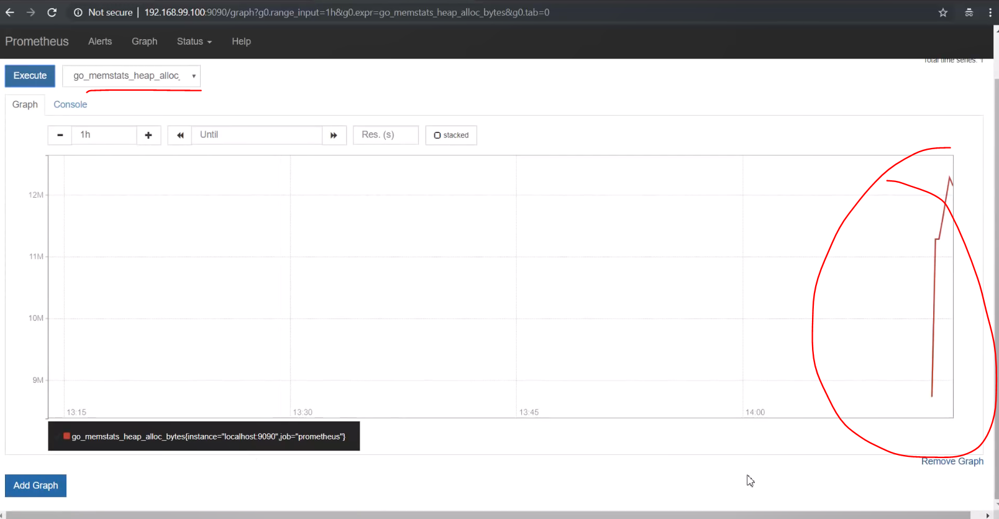 Not secure 192.168.99.100:9090/graph?g0.range_input=1h&g0.expr=go_memstats_heap_alloc_bytes&g0.tab=0
Prometheus Alerts Graph Status Help
Total time series: 1
Execute go_memstats_heap_alloc_
Graph Console
1h Until Res. (s) stacked
12M
11M
10M
9M
13:15 13:30 13:45 14:00
go_memstats_heap_alloc_bytes{instance="localhost:9090",job="prometheus"}
Remove Graph
Add Graph